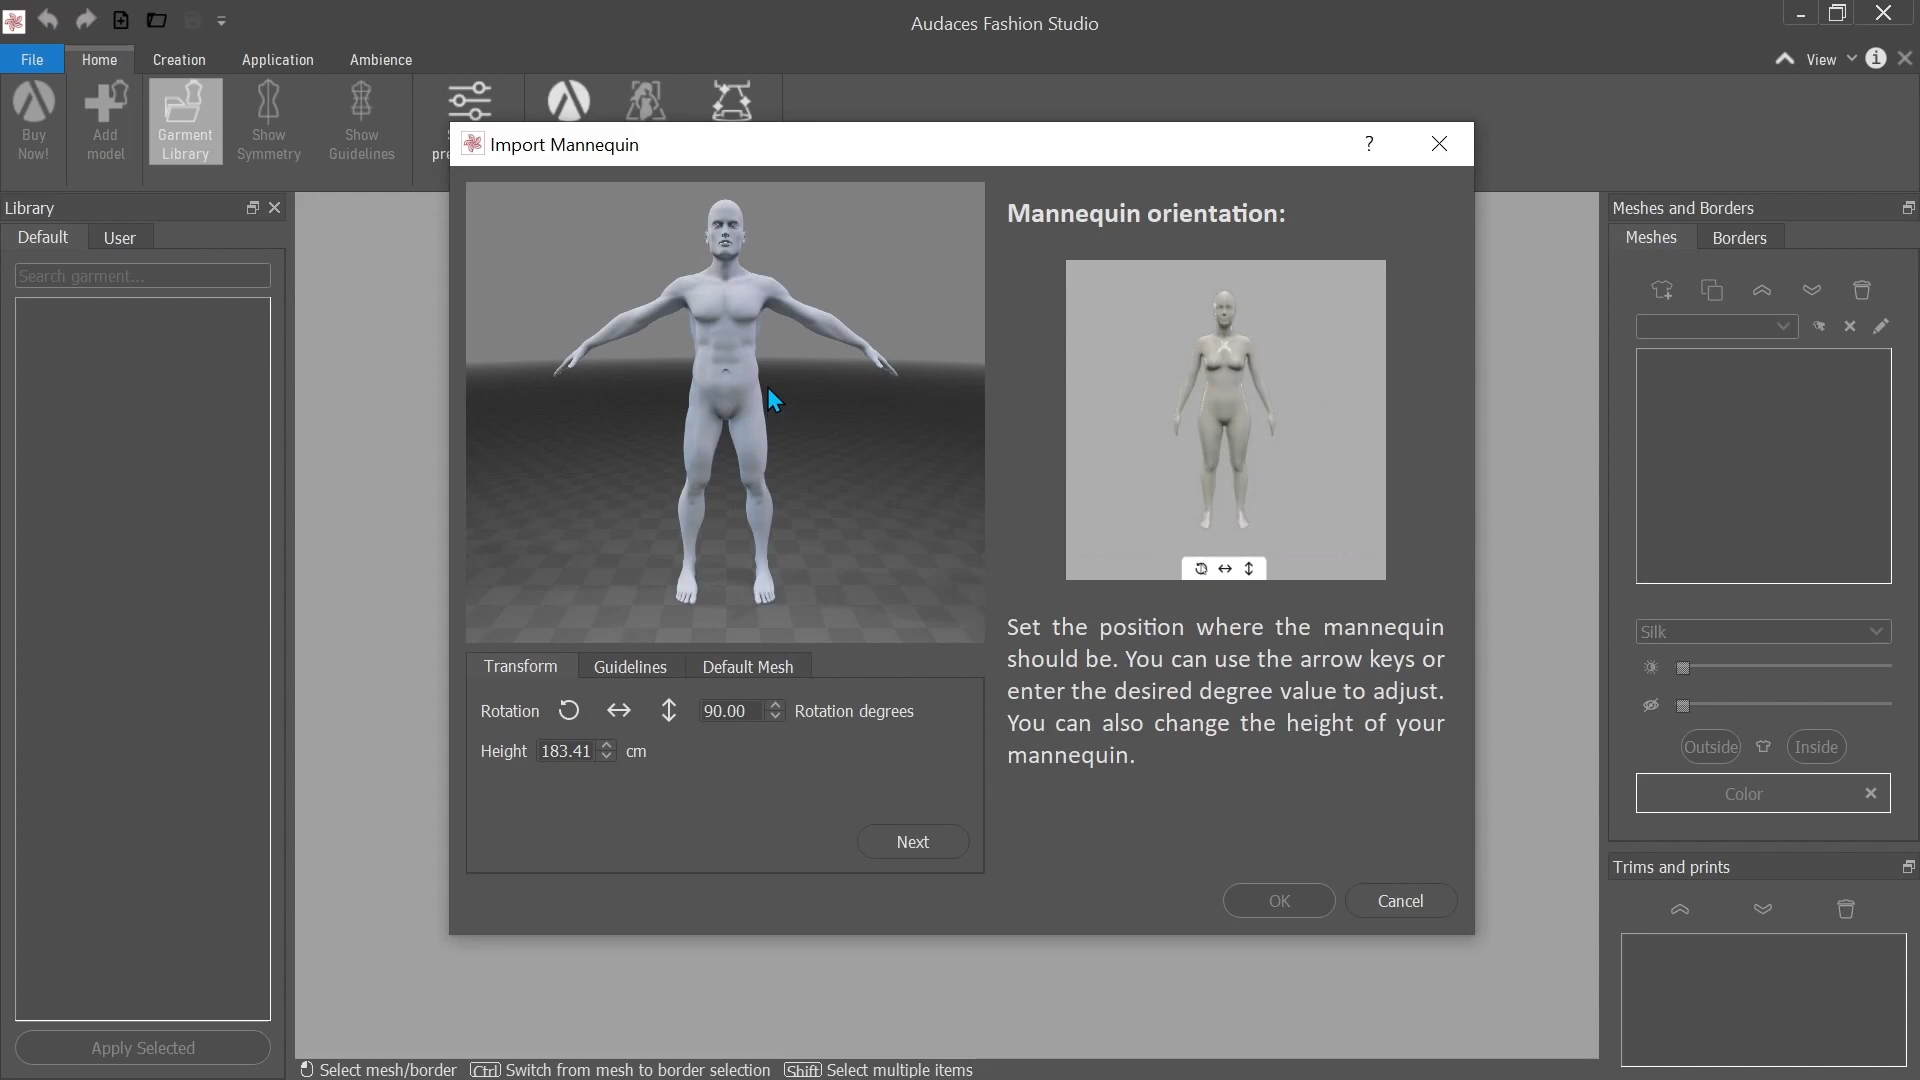 Audaces Fashion Studio
File
Home
Creation
Application
Ambience
View
Buy
Now!
Add
model
Garment
Library
Show
Symmetry
Show
Guidelines
Import Mannequin
?
Library
Default
User
Search garment...
Apply Selected
Mannequin orientation:
Set the position where the mannequin
should be. You can use the arrow keys or
enter the desired degree value to adjust.
You can also change the height of your
mannequin.
Transform
Guidelines
Default Mesh
Rotation
90.00
Rotation degrees
Height
183.41
cm
Next
OK
Cancel
Meshes and Borders
Meshes
Borders
Silk
Outside
Inside
Color
Trims and prints
Select mesh/border
Ctrl
Switch from mesh to border selection
Shift
Select multiple items